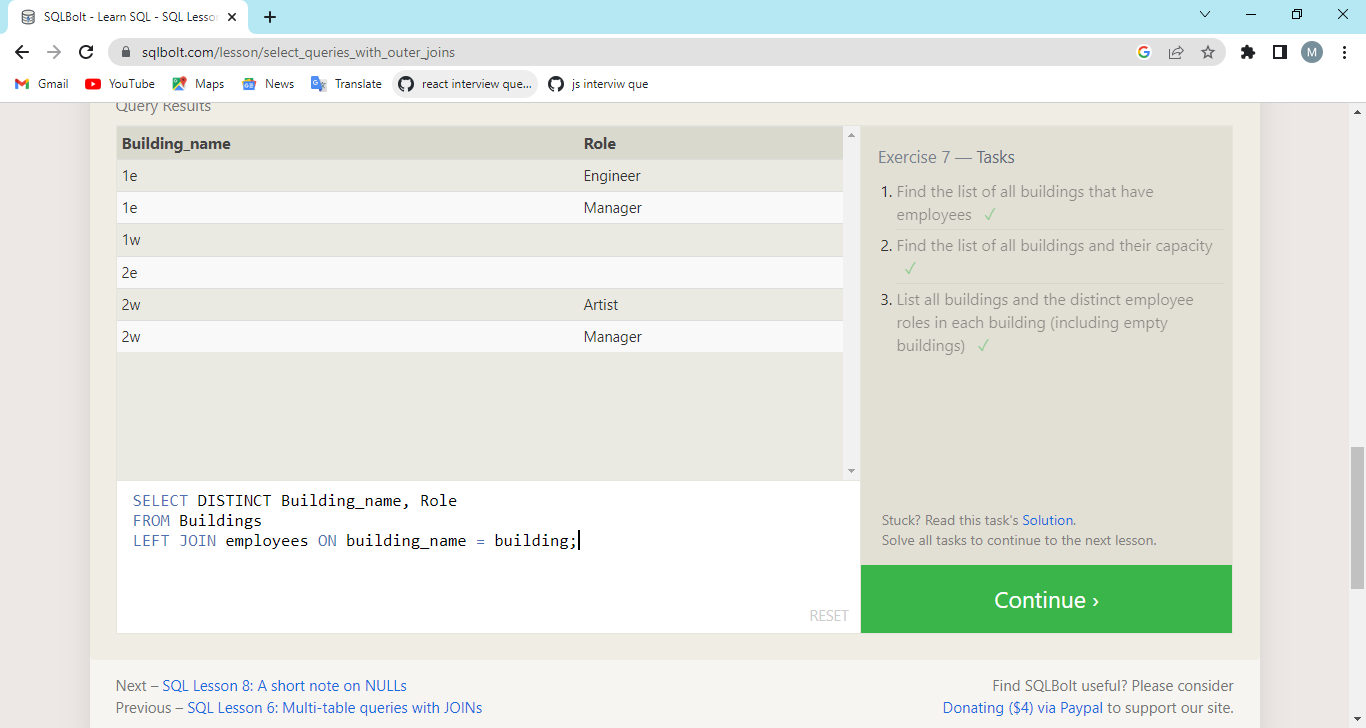 SQLBolt - Learn SQL - SQL Lesson
sqlbolt.com/lesson/select_queries_with_outer_joins
M
Gmail
YouTube
Maps
News
Translate
react interview que...
js interviw que
Query Results
Building_name Role
1e Engineer
1e Manager
1w
2e
2w Artist
2w Manager
SELECT DISTINCT Building_name, Role
FROM Buildings
LEFT JOIN employees ON building_name = building;
RESET
Exercise 7 — Tasks
1. Find the list of all buildings that have
employees ✓
2. Find the list of all buildings and their capacity
✓
3. List all buildings and the distinct employee
roles in each building (including empty
buildings) ✓
Stuck? Read this task's Solution.
Solve all tasks to continue to the next lesson.
Continue ›
Next – SQL Lesson 8: A short note on NULLs
Previous – SQL Lesson 6: Multi-table queries with JOINs
Find SQLBolt useful? Please consider
Donating ($4) via Paypal to support our site.